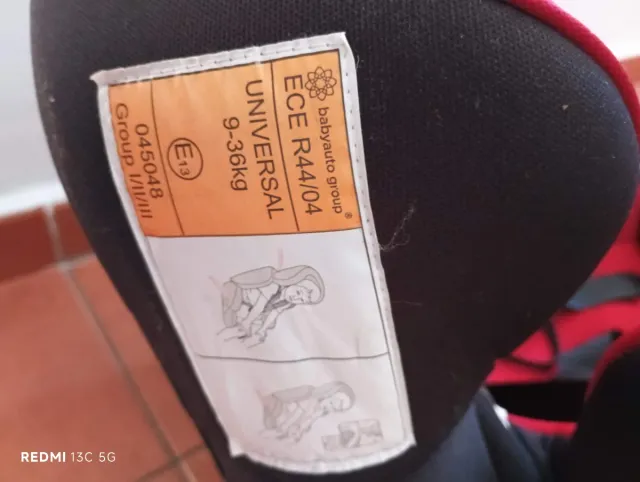 babyauto group ®
ECE R44/04
UNIVERSAL
9-36kg
E13
045048
Group I/II/III
REDMI 13C 5G